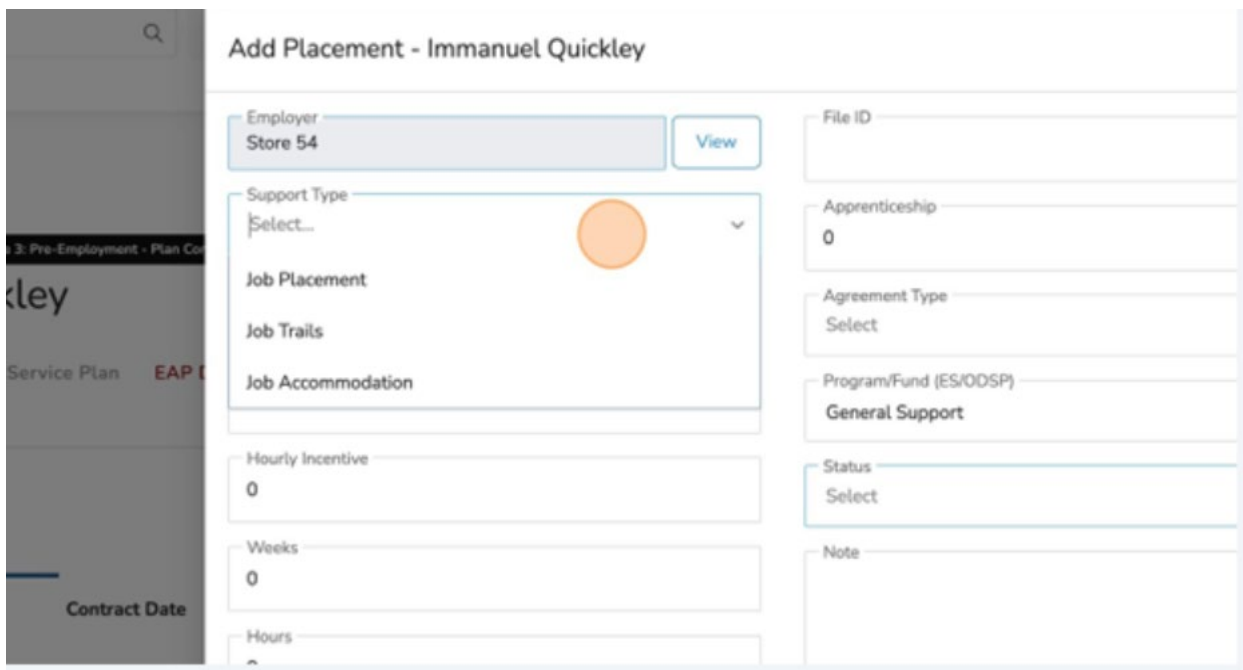 Add Placement - Immanuel Quickley
Employer
Store 54
View
Support Type
Select...
Job Placement
Job Trails
Job Accommodation
Hourly Incentive
0
Weeks
0
Hours
File ID
Apprenticeship
0
Agreement Type
Select
Program/Fund (ES/ODSP)
General Support
Status
Select
Note
3: Pre-Employment - Plan
kley
Service Plan EAP
Contract Date